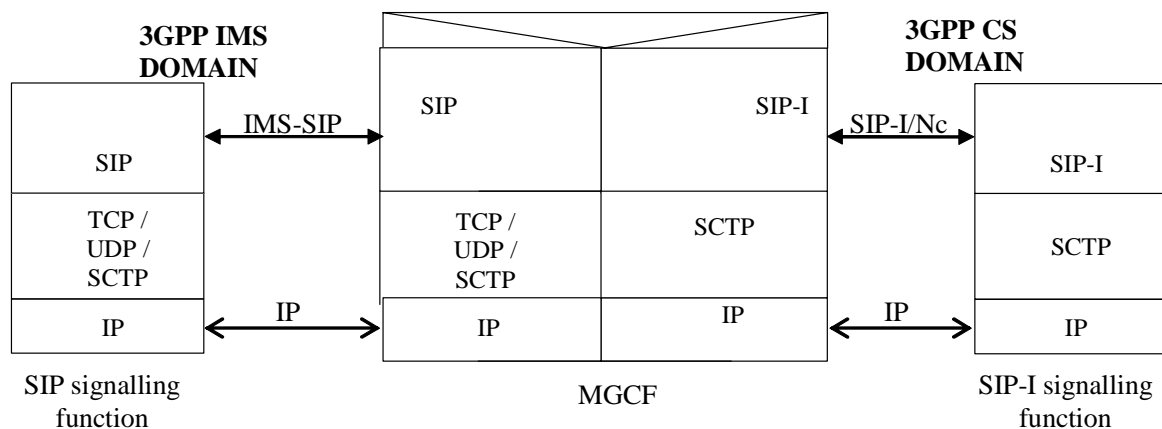 3GPP IMS
DOMAIN
3GPP CS
DOMAIN
SIP
IMS-SIP
SIP
SIP-I
SIP-I/Nc
SIP-I
TCP /
UDP /
SCTP
TCP /
UDP /
SCTP
SCTP
SCTP
IP
IP
IP
IP
IP
IP
SIP signalling
function
MGCF
SIP-I signalling
function